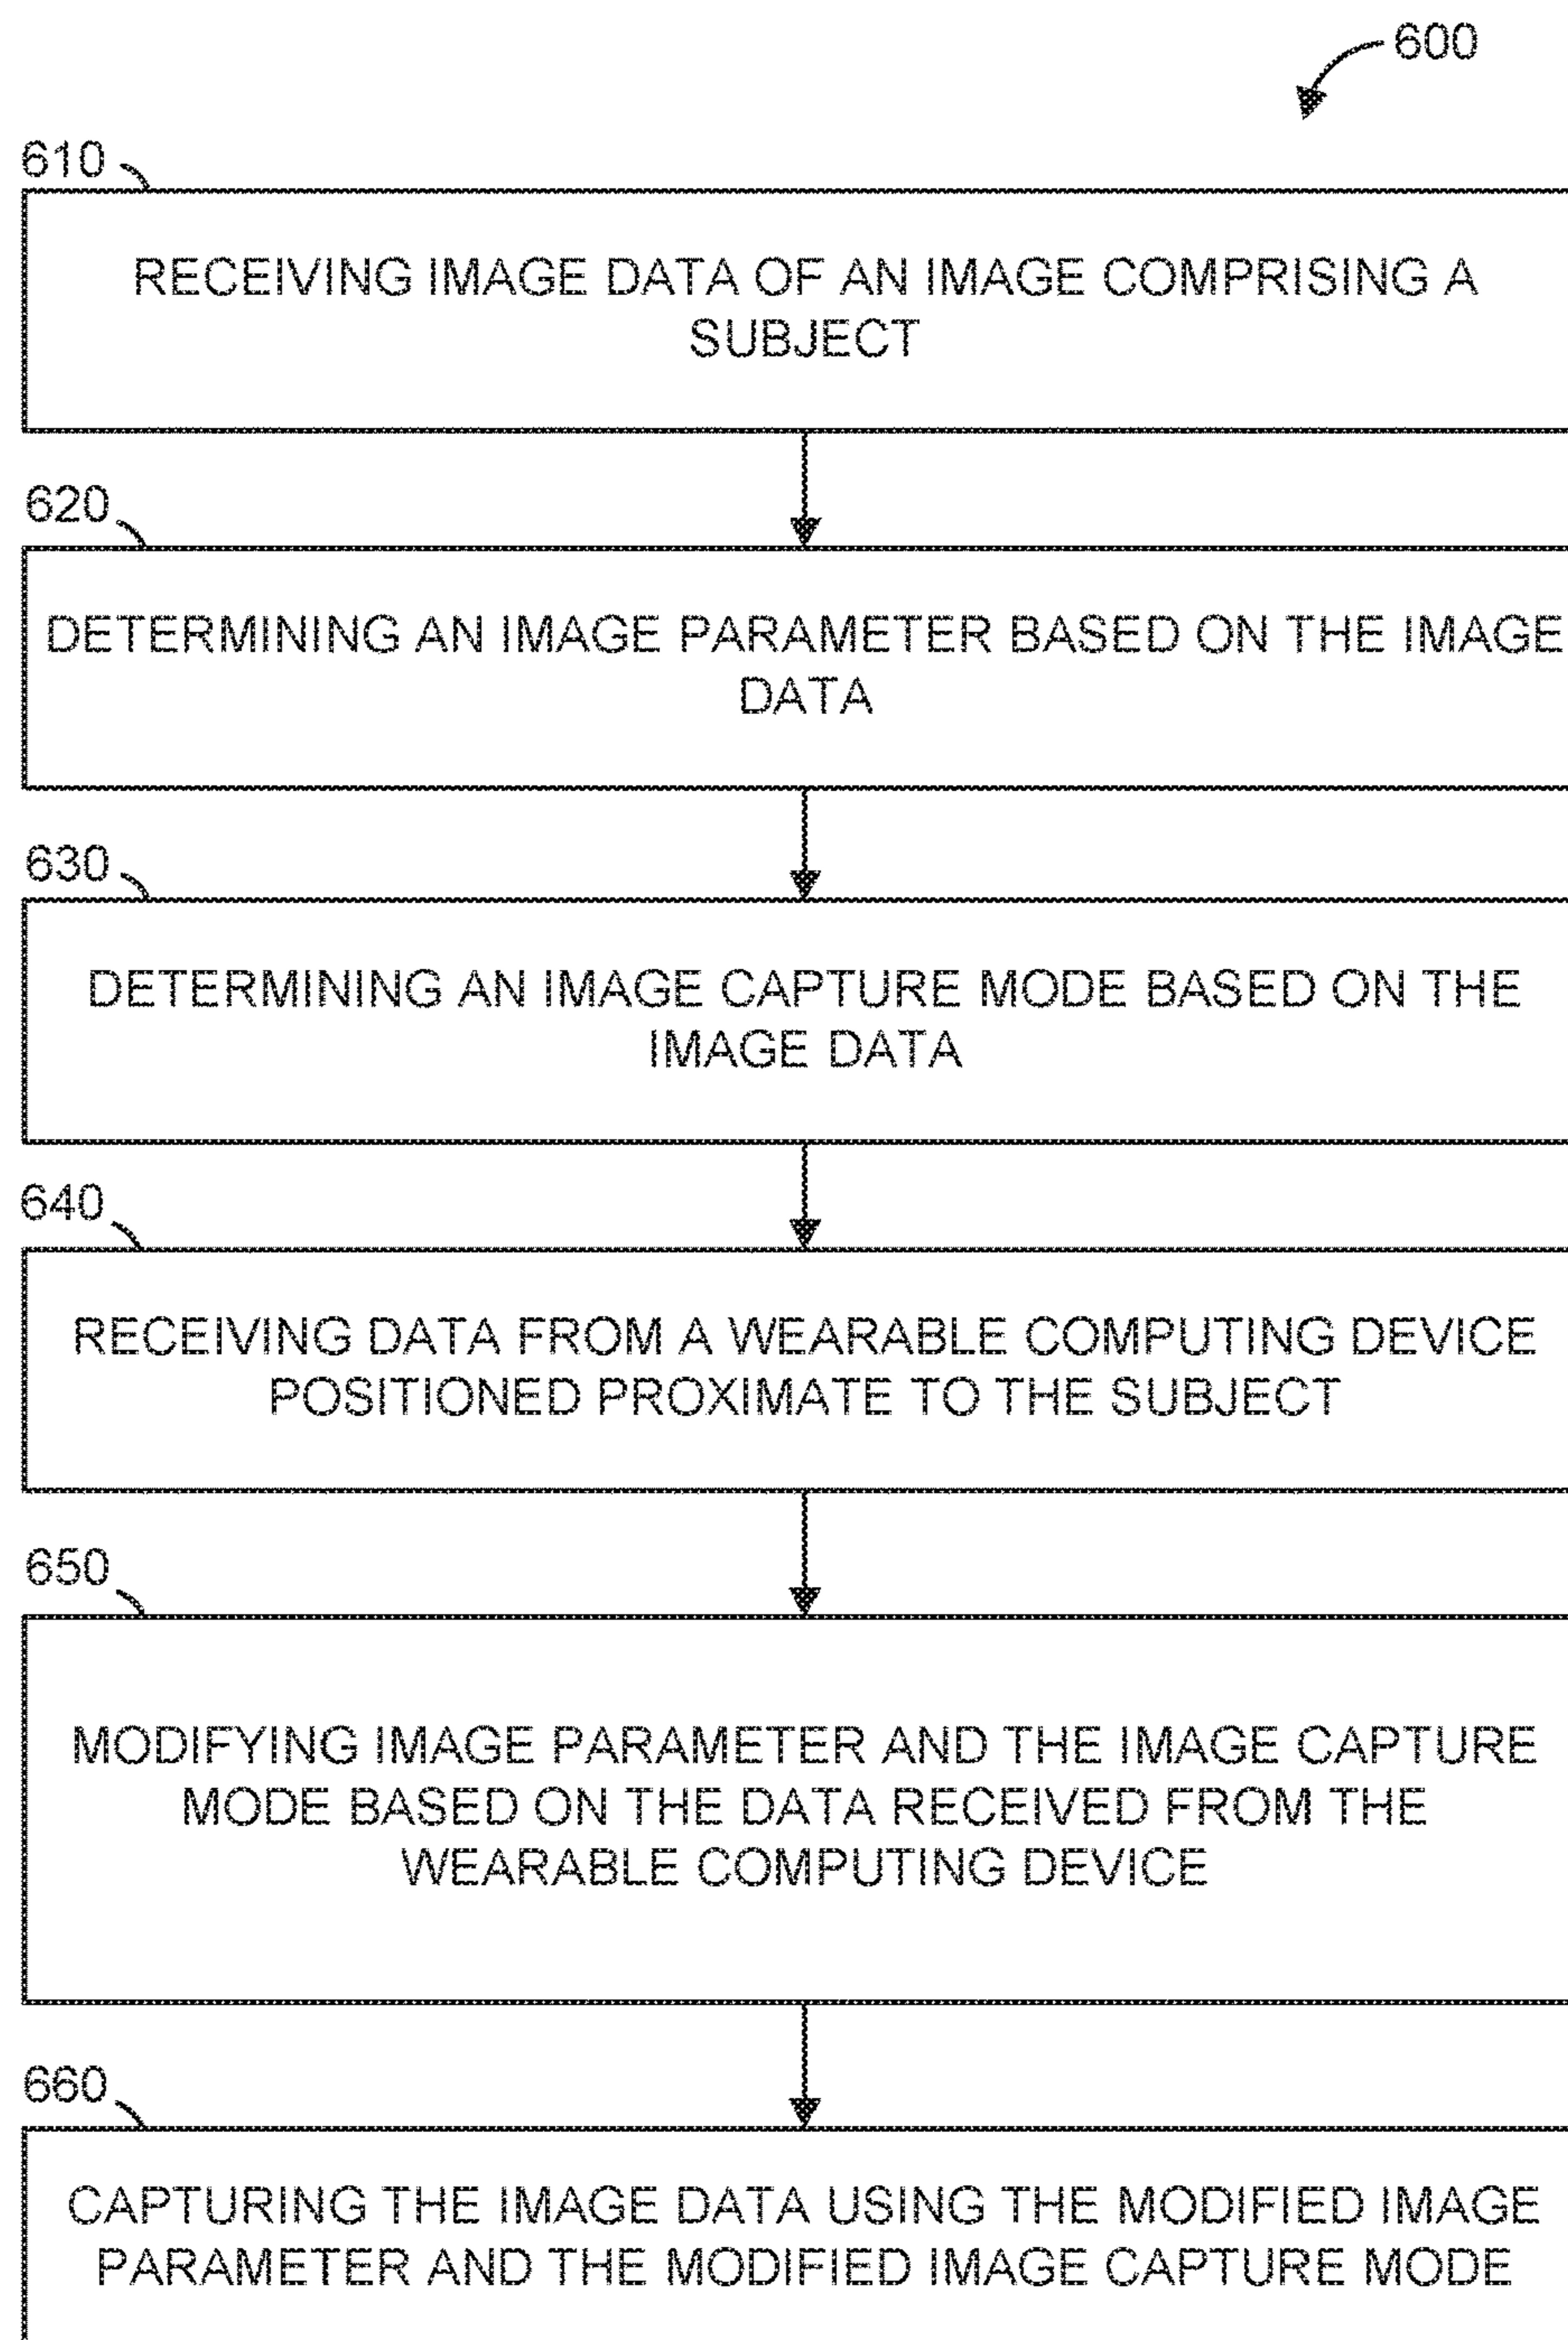 600
610
RECEIVING IMAGE DATA OF AN IMAGE COMPRISING A
SUBJECT
620
DETERMINING AN IMAGE PARAMETER BASED ON THE IMAGE
DATA
630
DETERMINING AN IMAGE CAPTURE MODE BASED ON THE
IMAGE DATA
640
RECEIVING DATA FROM A WEARABLE COMPUTING DEVICE
POSITIONED PROXIMATE TO THE SUBJECT
650
MODIFYING IMAGE PARAMETER AND THE IMAGE CAPTURE
MODE BASED ON THE DATA RECEIVED FROM THE
WEARABLE COMPUTING DEVICE
660
CAPTURING THE IMAGE DATA USING THE MODIFIED IMAGE
PARAMETER AND THE MODIFIED IMAGE CAPTURE MODE